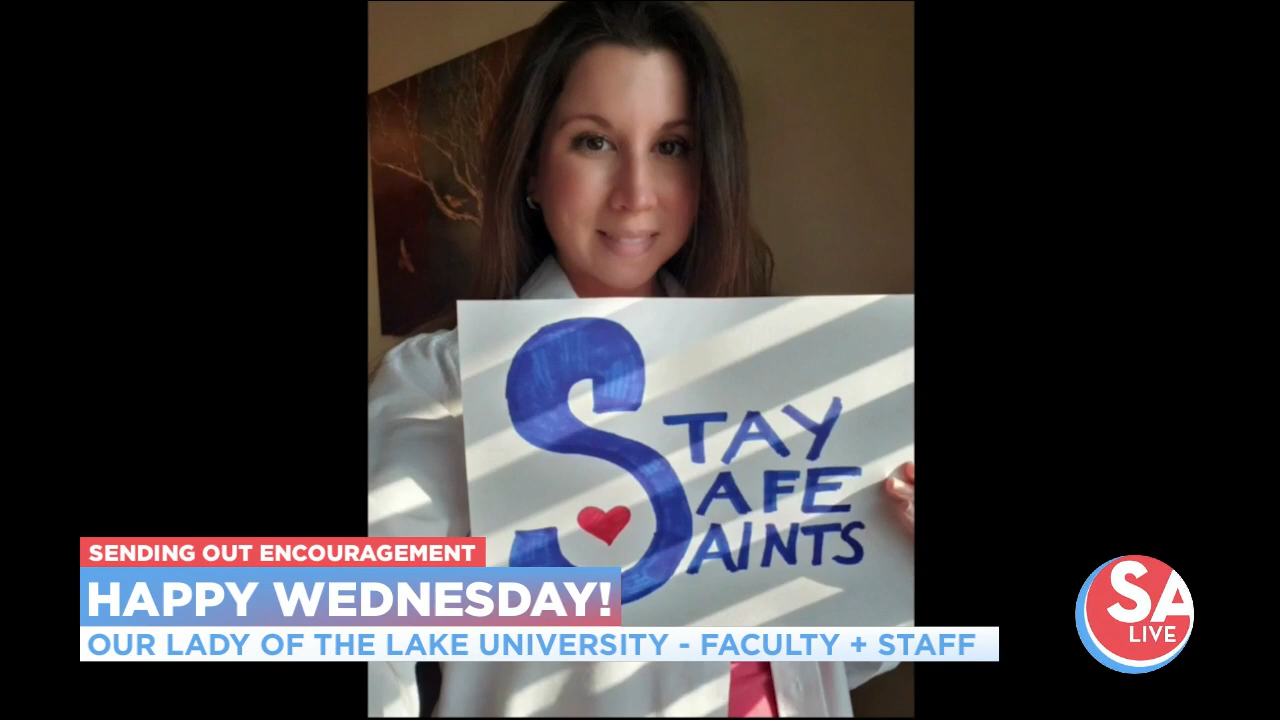 STAY
SAFE
SAINTS
SENDING OUT ENCOURAGEMENT
HAPPY WEDNESDAY!
OUR LADY OF THE LAKE UNIVERSITY - FACULTY + STAFF
SA
LIVE